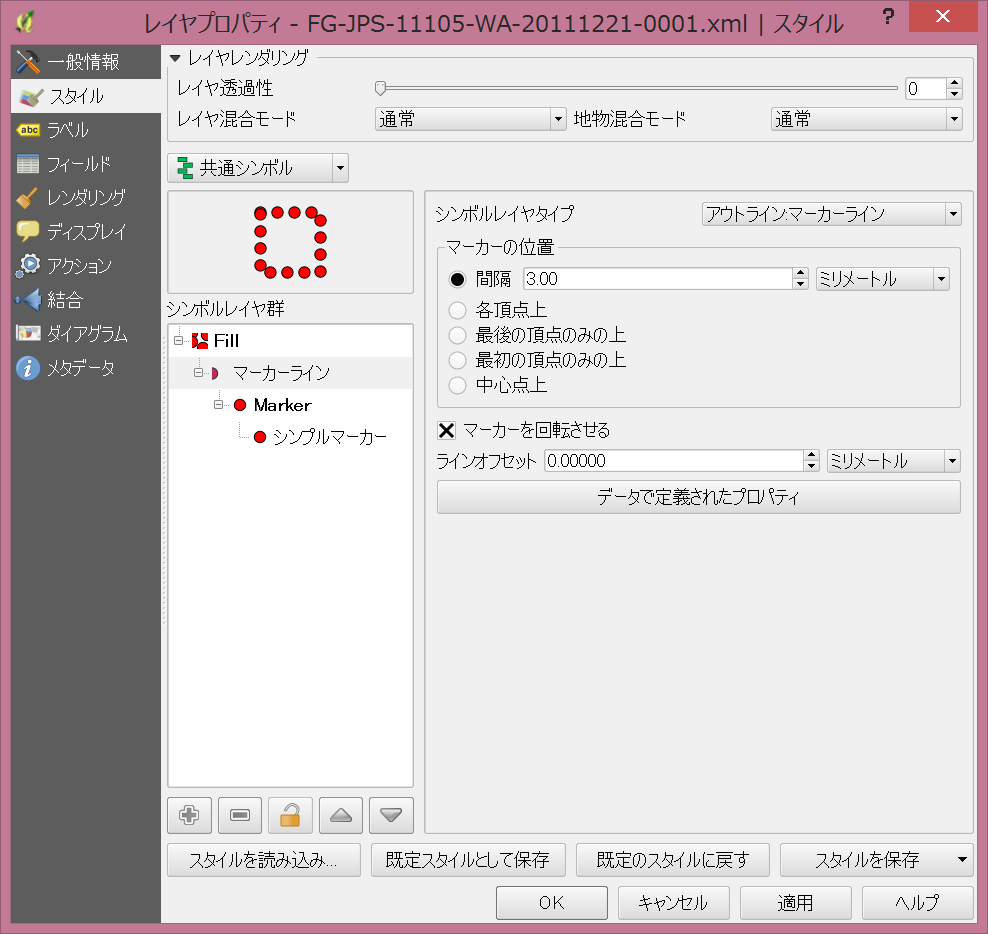 レイヤプロパティ - FG-JPS-11105-WA-20111221-0001.xml | スタイル
?
一般情報
スタイル
abc ラベル
フィールド
レンダリング
ディスプレイ
アクション
結合
ダイアグラム
メタデータ
レイヤレンダリング
レイヤ透過性 0
レイヤ混合モード 通常 地物混合モード 通常
共通シンボル
シンボルレイヤ群
Fill
マーカーライン
Marker
シンプルマーカー
シンボルレイヤタイプ アウトライン:マーカーライン
マーカーの位置
間隔 3.00 ミリメートル
各頂点上
最後の頂点のみの上
最初の頂点のみの上
中心点上
マーカーを回転させる
ラインオフセット 0.00000 ミリメートル
データで定義されたプロパティ
スタイルを読み込み... 既定スタイルとして保存 既定のスタイルに戻す スタイルを保存
OK キャンセル 適用 ヘルプ